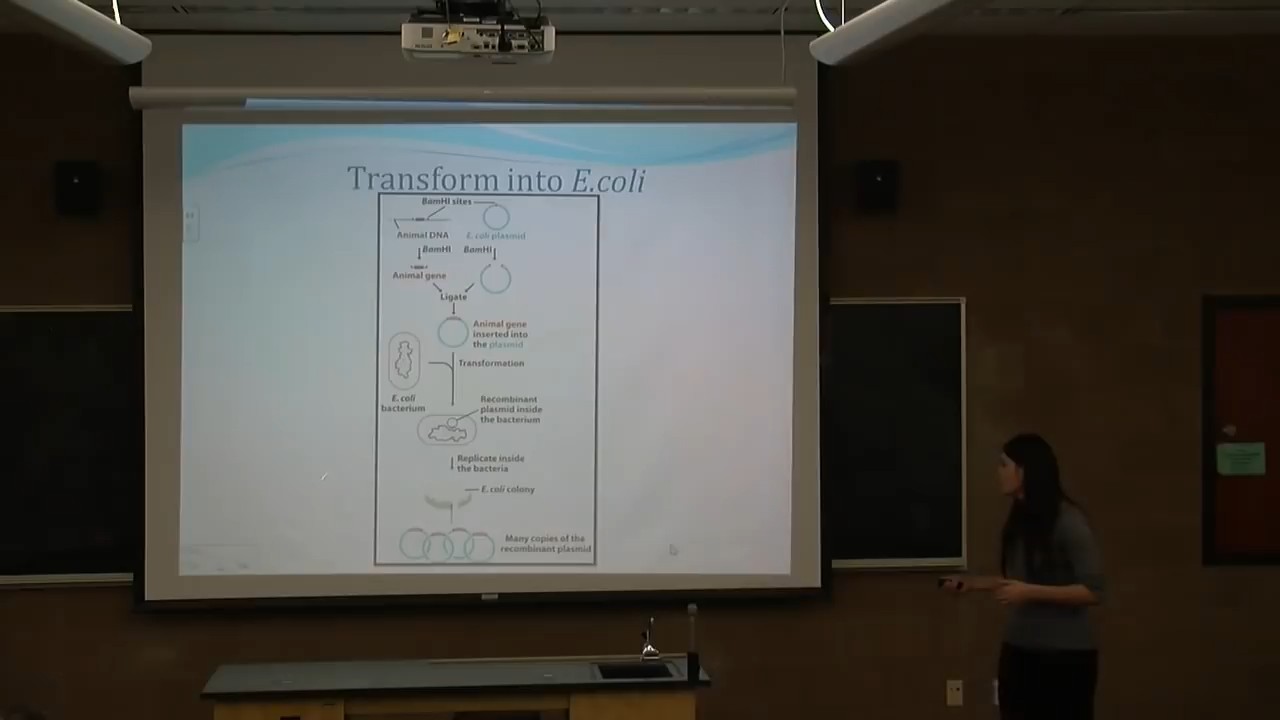 Transform into E.coli
BamHI sites
Animal DNA
E. coli plasmid
BamHI
BamHI
Animal gene
Ligate
Animal gene
inserted into
the plasmid
Transformation
E. coli
bacterium
Recombinant
plasmid inside
the bacterium
Replicate inside
the bacteria
E. coli colony
Many copies of the
recombinant plasmid